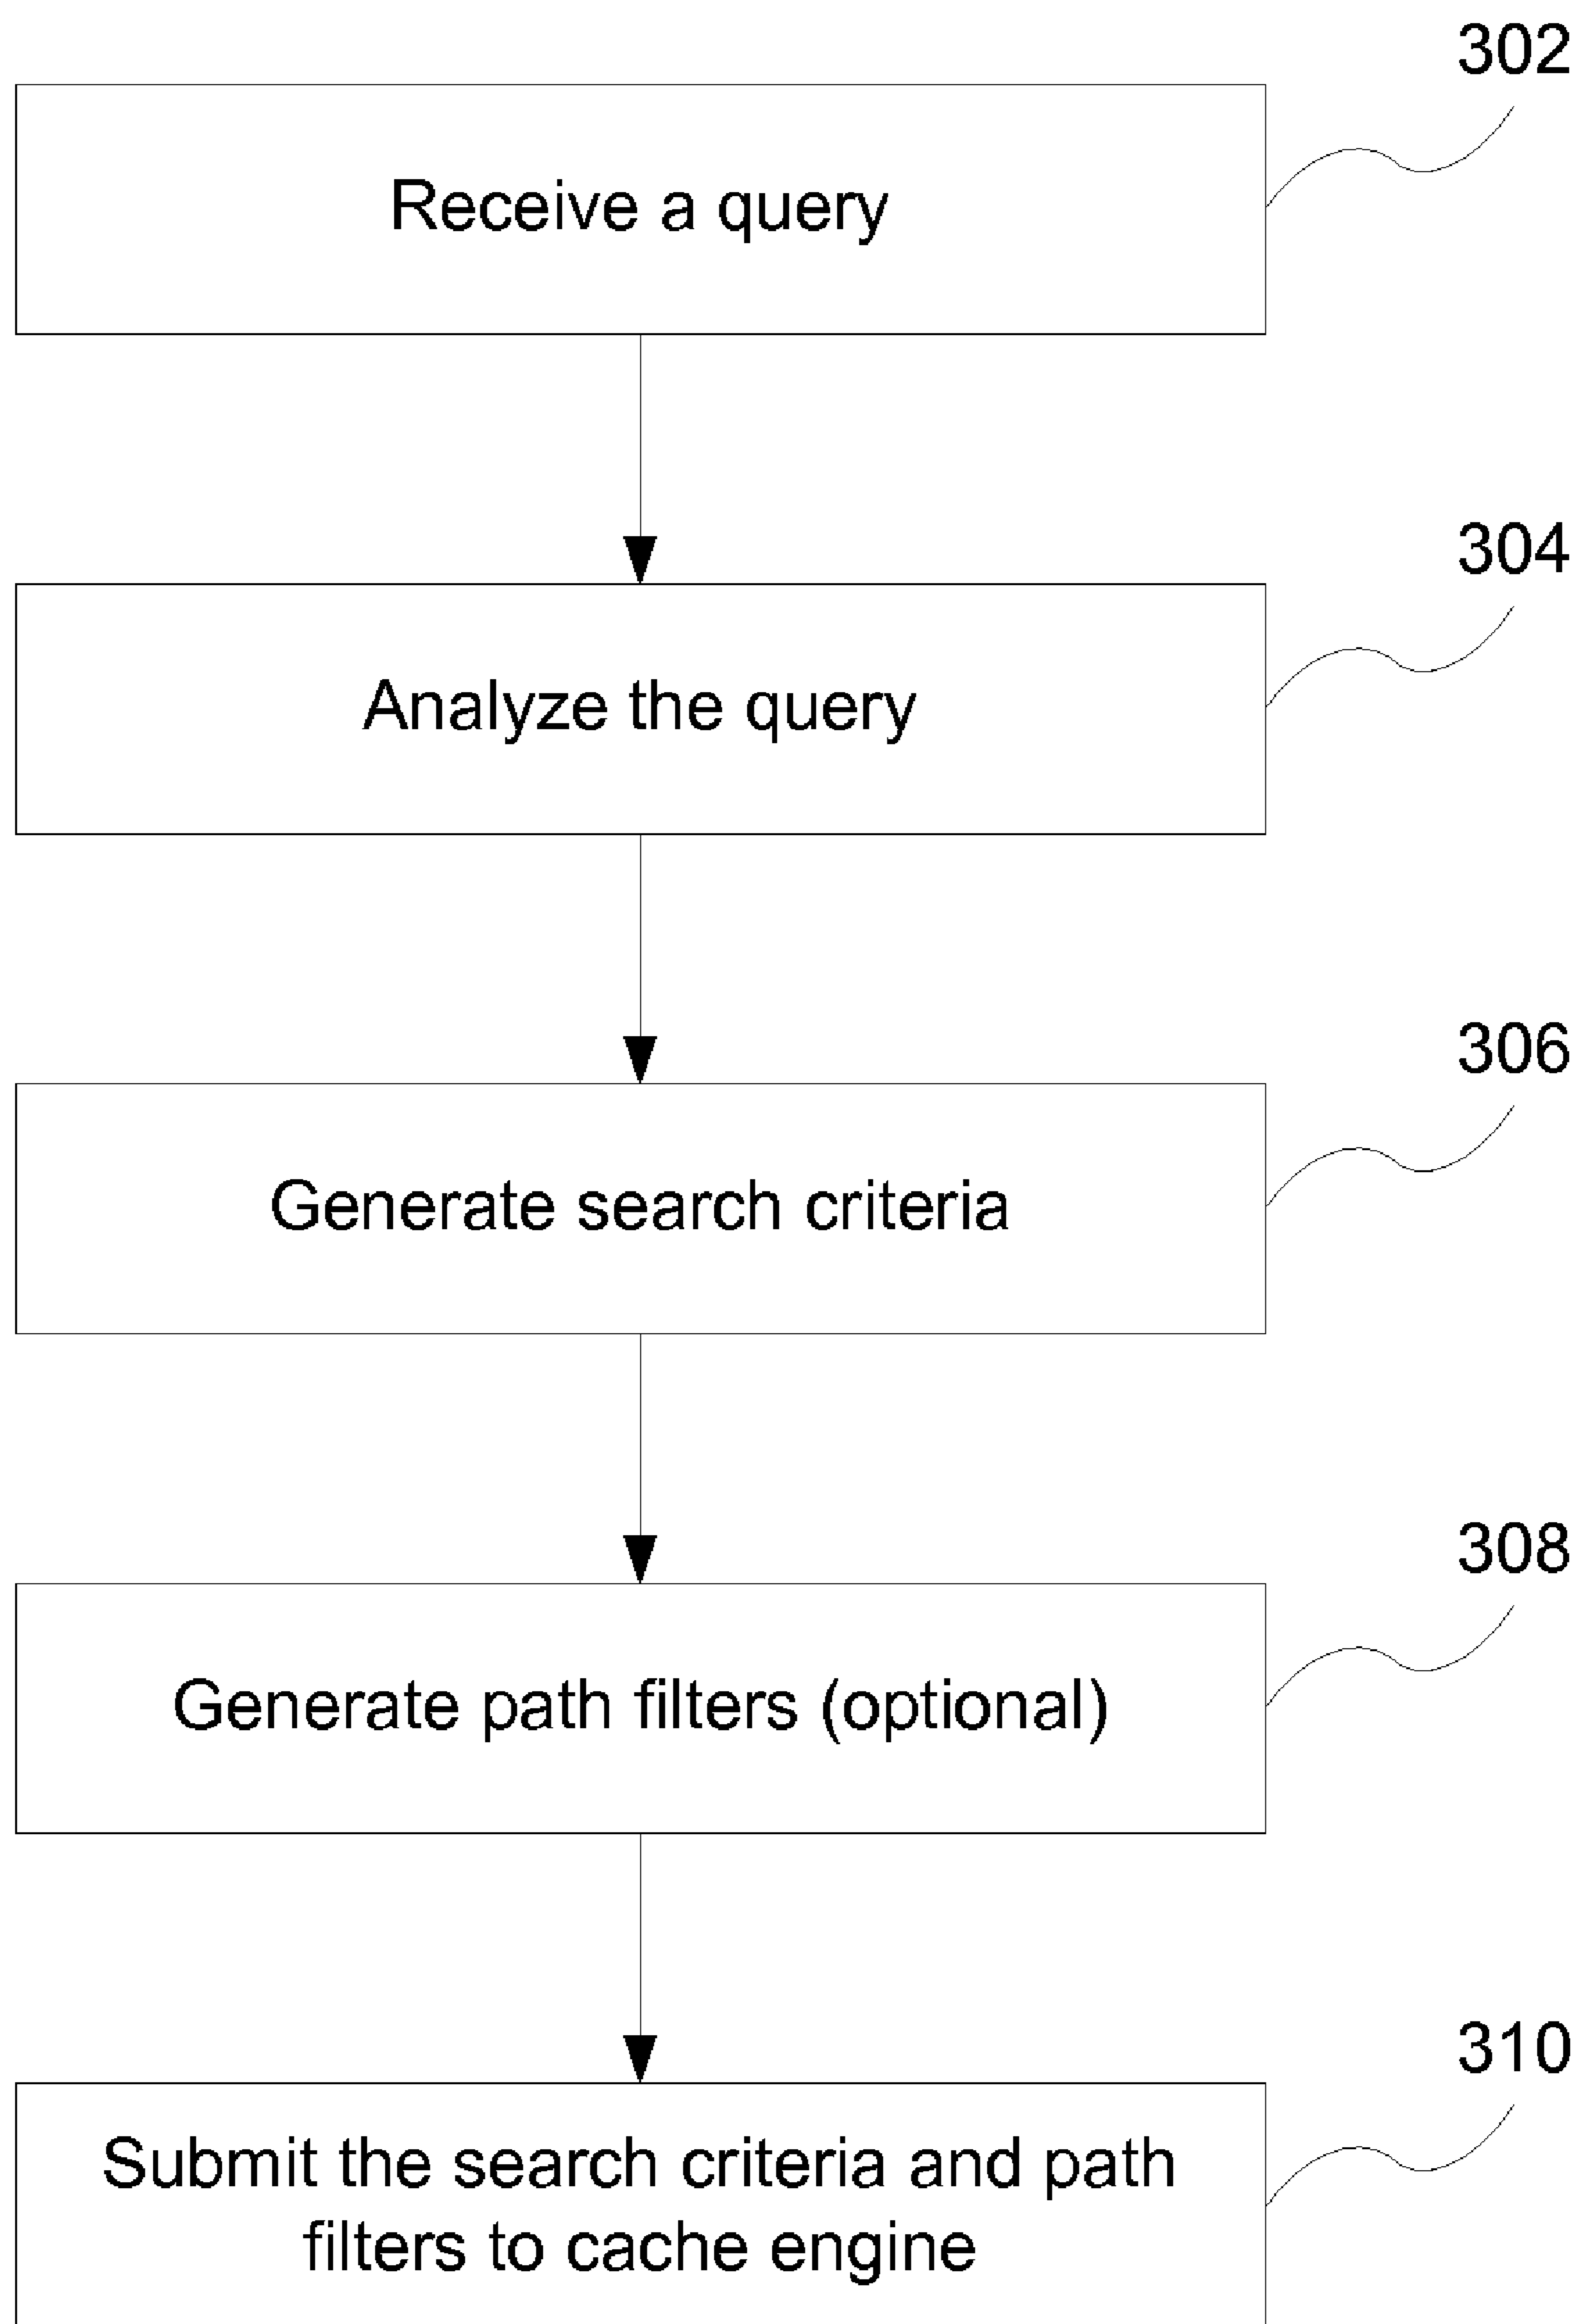 302
Receive a query
304
Analyze the query
306
Generate search criteria
308
Generate path filters (optional)
310
Submit the search criteria and path
filters to cache engine